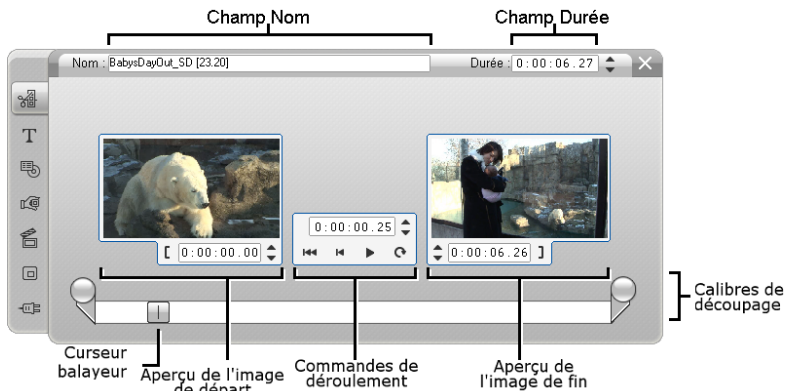 Champ Nom
Champ Durée
Nom : BabysDayOut_SD [23.20]
Durée : 0:00:06.27
T
0:00:00.25
[ 0:00:00.00
0:00:06.26 ]
Calibres de
découpage
Curseur
balayeur
Aperçu de l'image
de départ
Commandes de
déroulement
Aperçu de
l'image de fin